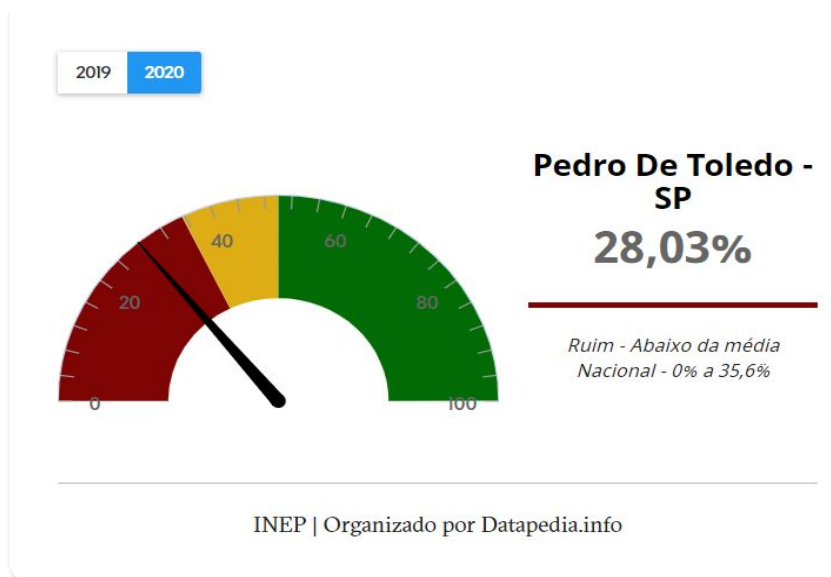 2019 2020
Pedro De Toledo -
SP
28,03%
40 60
20 80
0 100
Ruim - Abaixo da média
Nacional - 0% a 35,6%
INEP | Organizado por Datapedia.info